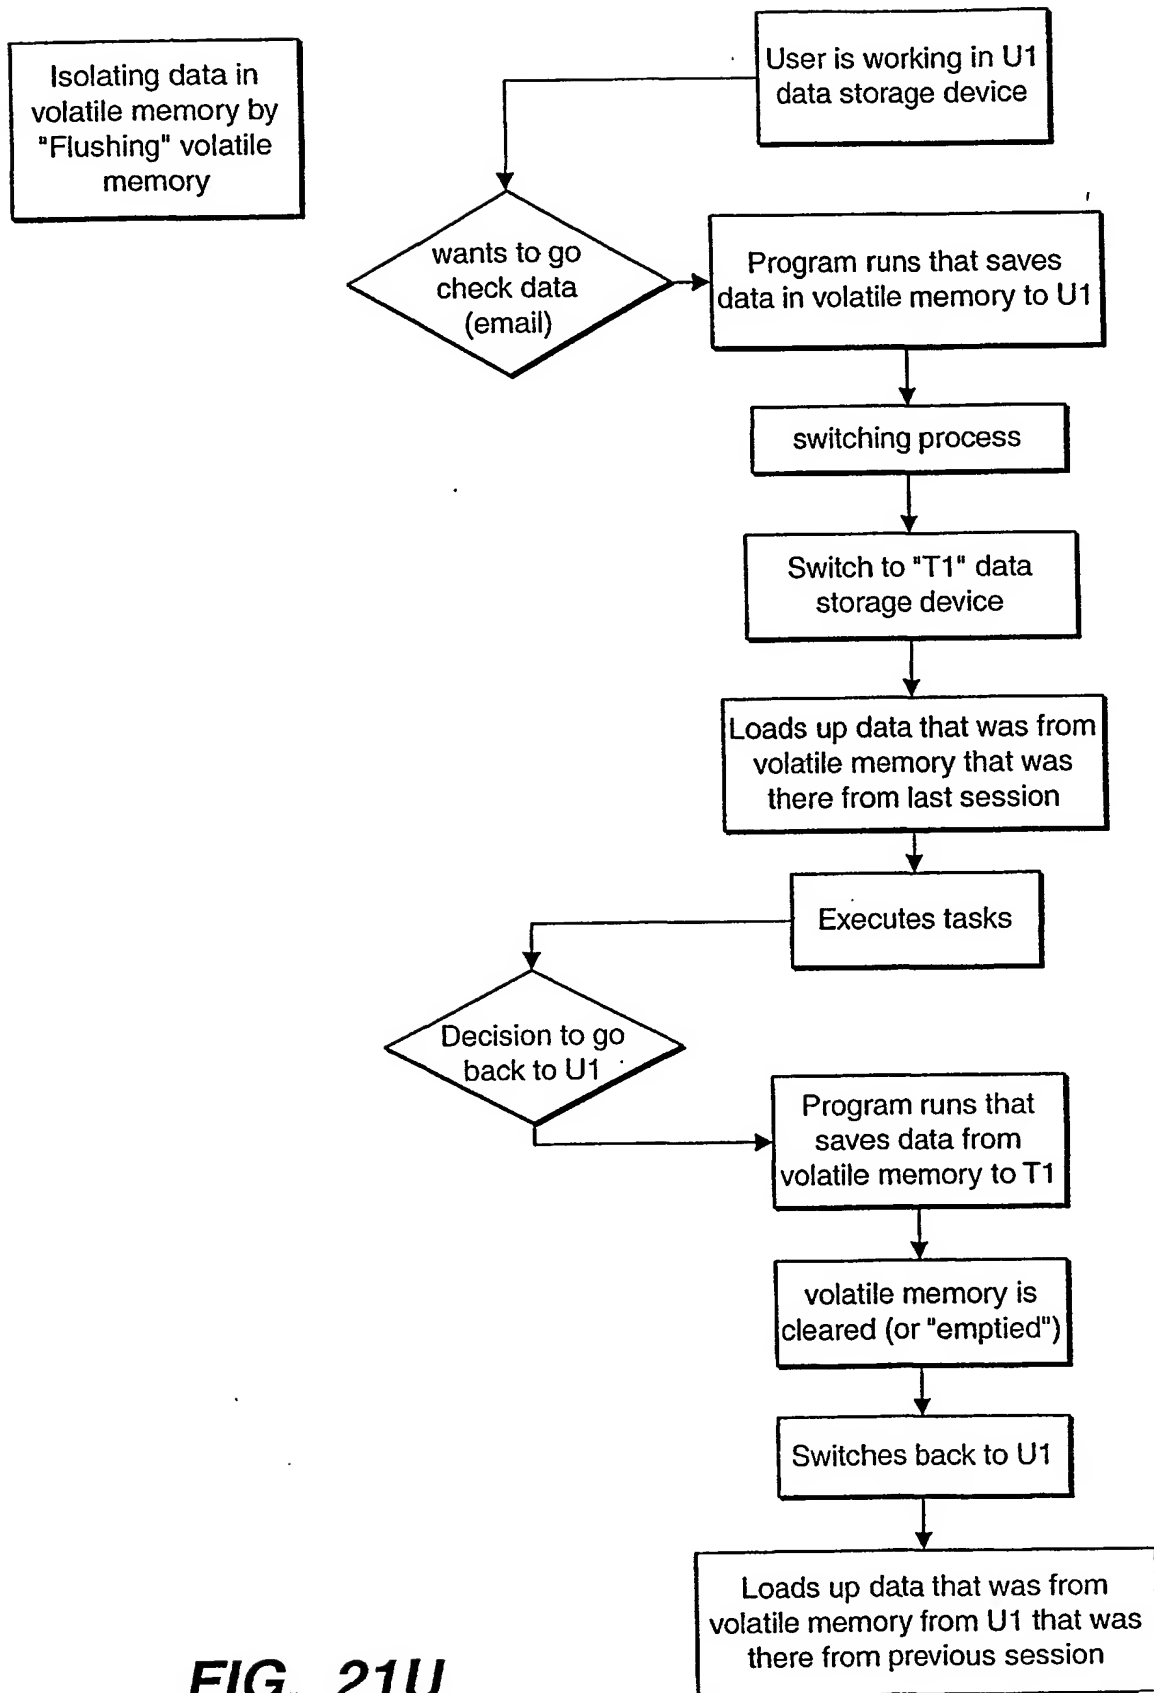 Isolating data in
volatile memory by
"Flushing" volatile
memory
User is working in U1
data storage device
wants to go
check data
(email)
Program runs that saves
data in volatile memory to U1
switching process
Switch to "T1" data
storage device
Loads up data that was from
volatile memory that was
there from last session
Executes tasks
Decision to go
back to U1
Program runs that
saves data from
volatile memory to T1
volatile memory is
cleared (or "emptied")
Switches back to U1
Loads up data that was from
volatile memory from U1 that was
there from previous session
FIG. 21U